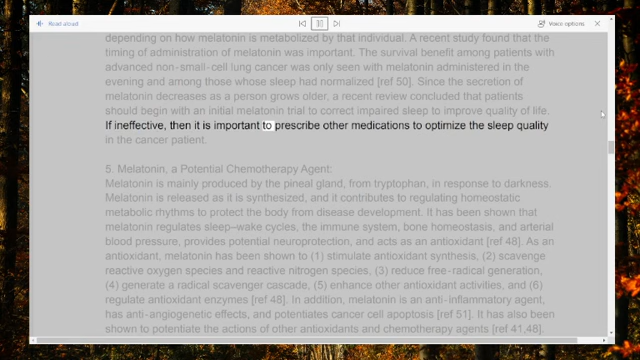 Read aloud
Voice options
depending on how melatonin is metabolized by that individual. A recent study found that the
timing of administration of melatonin was important. The survival benefit among patients with
advanced non-small-cell lung cancer was only seen with melatonin administered in the
evening and among those whose sleep had normalized [ref 50]. Since the secretion of
melatonin decreases as a person grows older, a recent review concluded that patients
should begin with an initial melatonin trial to correct impaired sleep to improve quality of life.
If ineffective, then it is important to prescribe other medications to optimize the sleep quality
in the cancer patient.
5. Melatonin, a Potential Chemotherapy Agent:
Melatonin is mainly produced by the pineal gland, from tryptophan, in response to darkness.
Melatonin is released as it is synthesized, and it contributes to regulating homeostatic
metabolic rhythms to protect the body from disease development. It has been shown that
melatonin regulates sleep–wake cycles, the immune system, bone homeostasis, and arterial
blood pressure, provides potential neuroprotection, and acts as an antioxidant [ref 48]. As an
antioxidant, melatonin has been shown to (1) stimulate antioxidant synthesis, (2) scavenge
reactive oxygen species and reactive nitrogen species, (3) reduce free-radical generation,
(4) generate a radical scavenger cascade, (5) enhance other antioxidant activities, and (6)
regulate antioxidant enzymes [ref 48]. In addition, melatonin is an anti-inflammatory agent,
has anti-angiogenetic effects, and potentiates cancer cell apoptosis [ref 51]. It has also been
shown to potentiate the actions of other antioxidants and chemotherapy agents [ref 41,48].